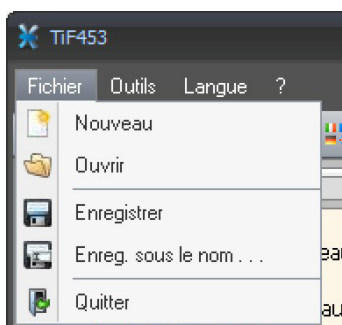 TiF453
Fichier Outils Langue ?
Nouveau
Ouvrir
Enregistrer
Enreg. sous le nom . . .
Quitter